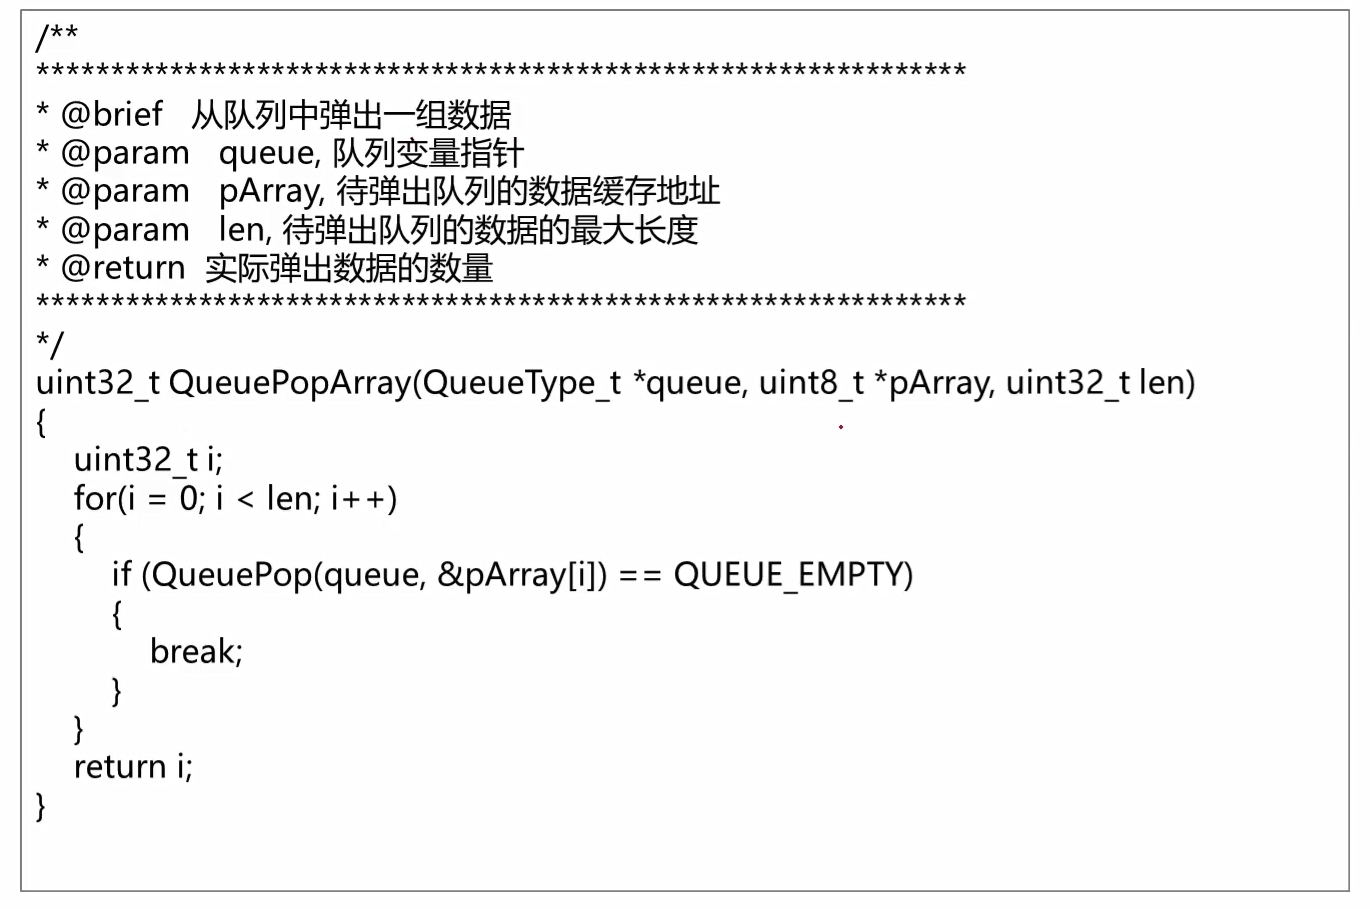 /**
****************************************************************
* @brief   从队列中弹出一组数据
* @param   queue, 队列变量指针
* @param   pArray, 待弹出队列的数据缓存地址
* @param   len, 待弹出队列的数据的最大长度
* @return  实际弹出数据的数量
****************************************************************
*/
uint32_t QueuePopArray(QueueType_t *queue, uint8_t *pArray, uint32_t len)
{
    uint32_t i;
    for(i = 0; i < len; i++)
    {
        if (QueuePop(queue, &pArray[i]) == QUEUE_EMPTY)
        {
            break;
        }
    }
    return i;
}